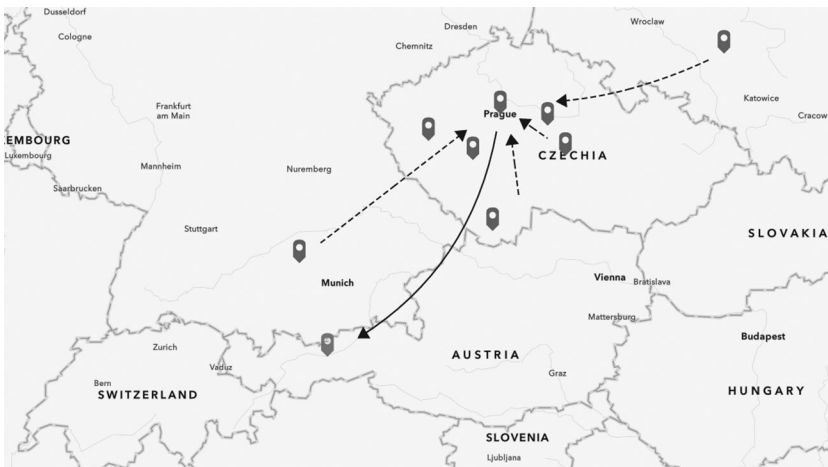 Dusseldorf
Cologne
Dresden
Wroclaw
Chemnitz
Frankfurt
am Main
Katowice
Cracow
Prague
EMBOURG
Luxembourg
CZECHIA
Mannheim
Nuremberg
Saarbrucken
Stuttgart
SLOVAKIA
Munich
Vienna
Bratislava
Mattersburg
Budapest
Zurich
AUSTRIA
Vaduz
Graz
Bern
SWITZERLAND
HUNGARY
SLOVENIA
Ljubljana